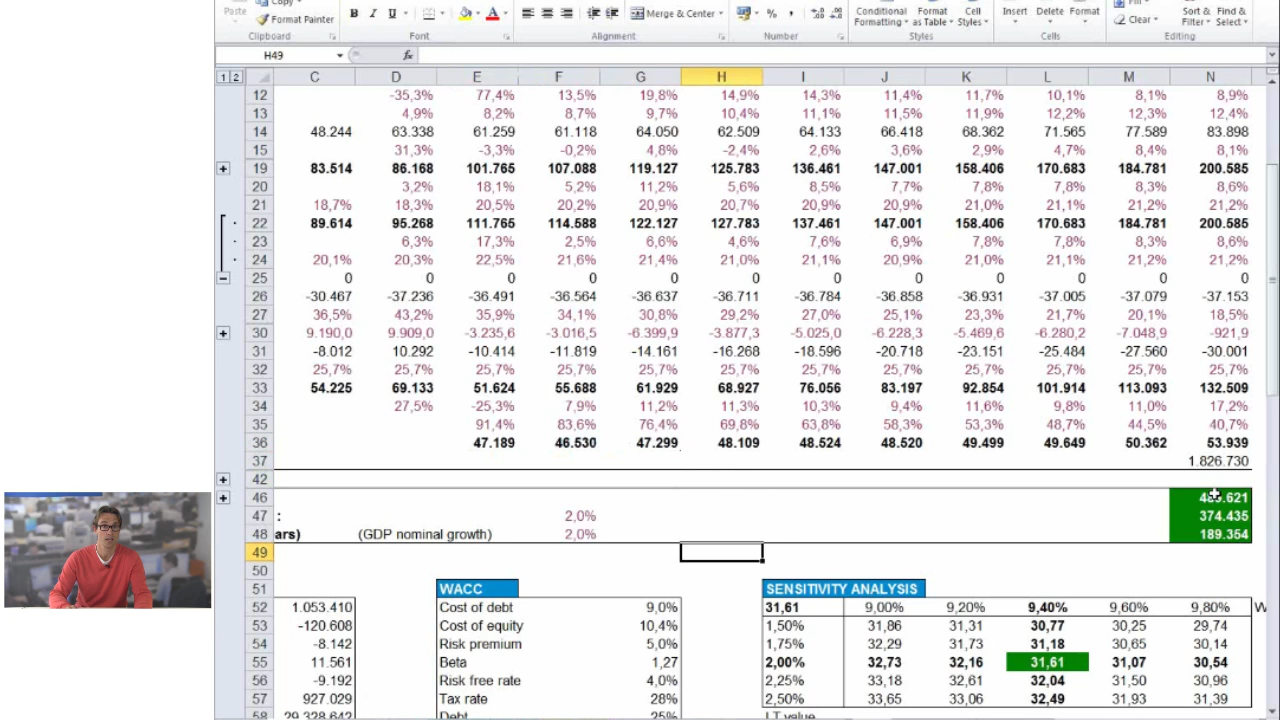 Paste Copy Fill
Format Painter B I U A Merge & Center % , Conditional Formatting Format as Table Cell Styles Insert Delete Format Clear Sort & Filter Find & Select
Clipboard Font Alignment Number Styles Cells Editing
H49 fx
1 2 C D E F G H I J K L M N
12 -35,3% 77,4% 13,5% 19,8% 14,9% 14,3% 11,4% 11,7% 10,1% 8,1% 8,9%
13 4,9% 8,2% 8,7% 9,7% 10,4% 11,1% 11,5% 11,9% 12,2% 12,3% 12,4%
14 48.244 63.338 61.259 61.118 64.050 62.509 64.133 66.418 68.362 71.565 77.589 83.898
15 31,3% -3,3% -0,2% 4,8% -2,4% 2,6% 3,6% 2,9% 4,7% 8,4% 8,1%
19 83.514 86.168 101.765 107.088 119.127 125.783 136.461 147.001 158.406 170.683 184.781 200.585
20 3,2% 18,1% 5,2% 11,2% 5,6% 8,5% 7,7% 7,8% 7,8% 8,3% 8,6%
21 18,7% 18,3% 20,5% 20,2% 20,9% 20,7% 20,9% 20,9% 21,0% 21,1% 21,2% 21,2%
22 89.614 95.268 111.765 114.588 122.127 127.783 137.461 147.001 158.406 170.683 184.781 200.585
23 6,3% 17,3% 2,5% 6,6% 4,6% 7,6% 6,9% 7,8% 7,8% 8,3% 8,6%
24 20,1% 20,3% 22,5% 21,6% 21,4% 21,0% 21,1% 20,9% 21,0% 21,1% 21,2% 21,2%
25 0 0 0 0 0 0 0 0 0 0 0 0
26 -30.467 -37.236 -36.491 -36.564 -36.637 -36.711 -36.784 -36.858 -36.931 -37.005 -37.079 -37.153
27 36,5% 43,2% 35,9% 34,1% 30,8% 29,2% 27,0% 25,1% 23,3% 21,7% 20,1% 18,5%
30 9.190,0 9.909,0 -3.235,6 -3.016,5 -6.399,9 -3.877,3 -5.025,0 -6.228,3 -5.469,6 -6.280,2 -7.048,9 -921,9
31 -8.012 10.292 -10.414 -11.819 -14.161 -16.268 -18.596 -20.718 -23.151 -25.484 -27.560 -30.001
32 25,7% 25,7% 25,7% 25,7% 25,7% 25,7% 25,7% 25,7% 25,7% 25,7% 25,7% 25,7%
33 54.225 69.133 51.624 55.688 61.929 68.927 76.056 83.197 92.854 101.914 113.093 132.509
34 27,5% -25,3% 7,9% 11,2% 11,3% 10,3% 9,4% 11,6% 9,8% 11,0% 17,2%
35 91,4% 83,6% 76,4% 69,8% 63,8% 58,3% 53,3% 48,7% 44,5% 40,7%
36 47.189 46.530 47.299 48.109 48.524 48.520 49.499 49.649 50.362 53.939
37 1.826.730
42
46
47 : 2,0% 374.435
48 ars) (GDP nominal growth) 2,0% 189.354
49
50
51 WACC SENSITIVITY ANALYSIS
52 1.053.410 Cost of debt 9,0% 31,61 9,00% 9,20% 9,40% 9,60% 9,80% W
53 -120.608 Cost of equity 10,4% 1,50% 31,86 31,31 30,77 30,25 29,74
54 -8.142 Risk premium 5,0% 1,75% 32,29 31,73 31,18 30,65 30,14
55 11.561 Beta 1,27 2,00% 32,73 32,16 31,61 31,07 30,54
56 -9.192 Risk free rate 4,0% 2,25% 33,18 32,61 32,04 31,50 30,96
57 927.029 Tax rate 28% 2,50% 33,65 33,06 32,49 31,93 31,39
58 29.328.642 Debt 25% LT value